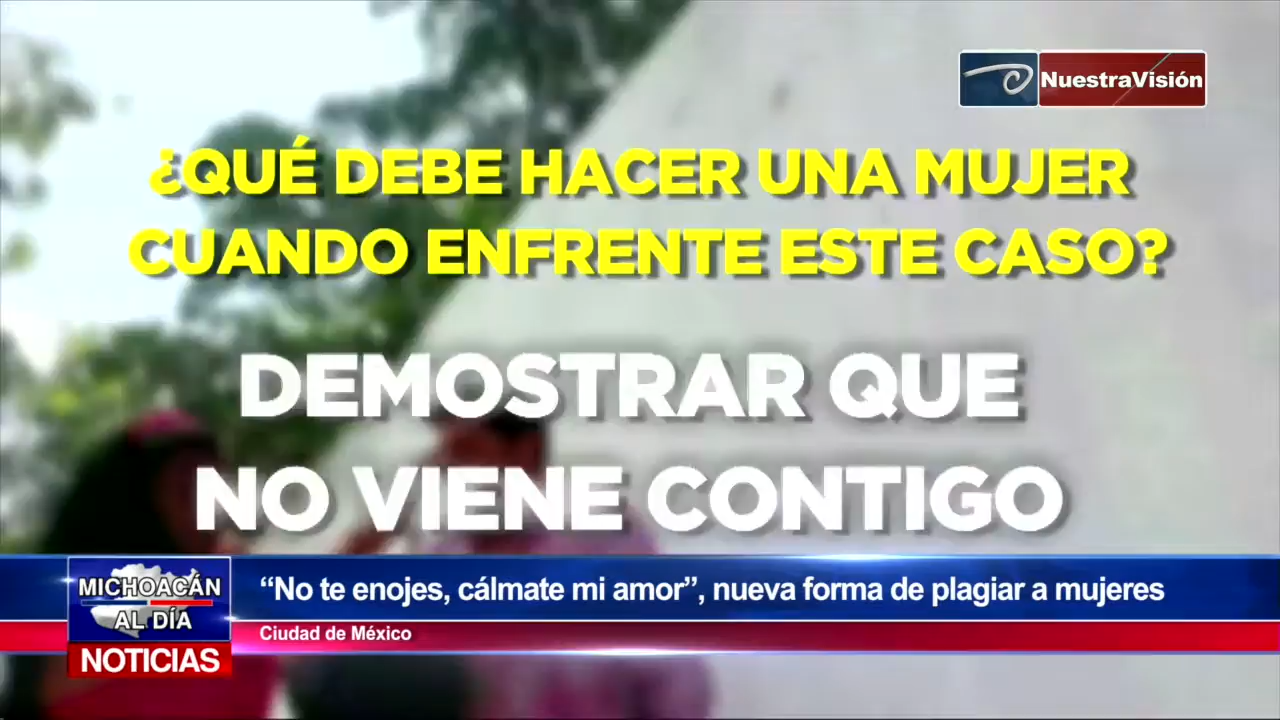 NuestraVisión
¿QUÉ DEBE HACER UNA MUJER
CUANDO ENFRENTE ESTE CASO?
DEMOSTRAR QUE
NO VIENE CONTIGO
MICHOACÁN
AL DÍA
NOTICIAS
“No te enojes, cálmate mi amor”, nueva forma de plagiar a mujeres
Ciudad de México